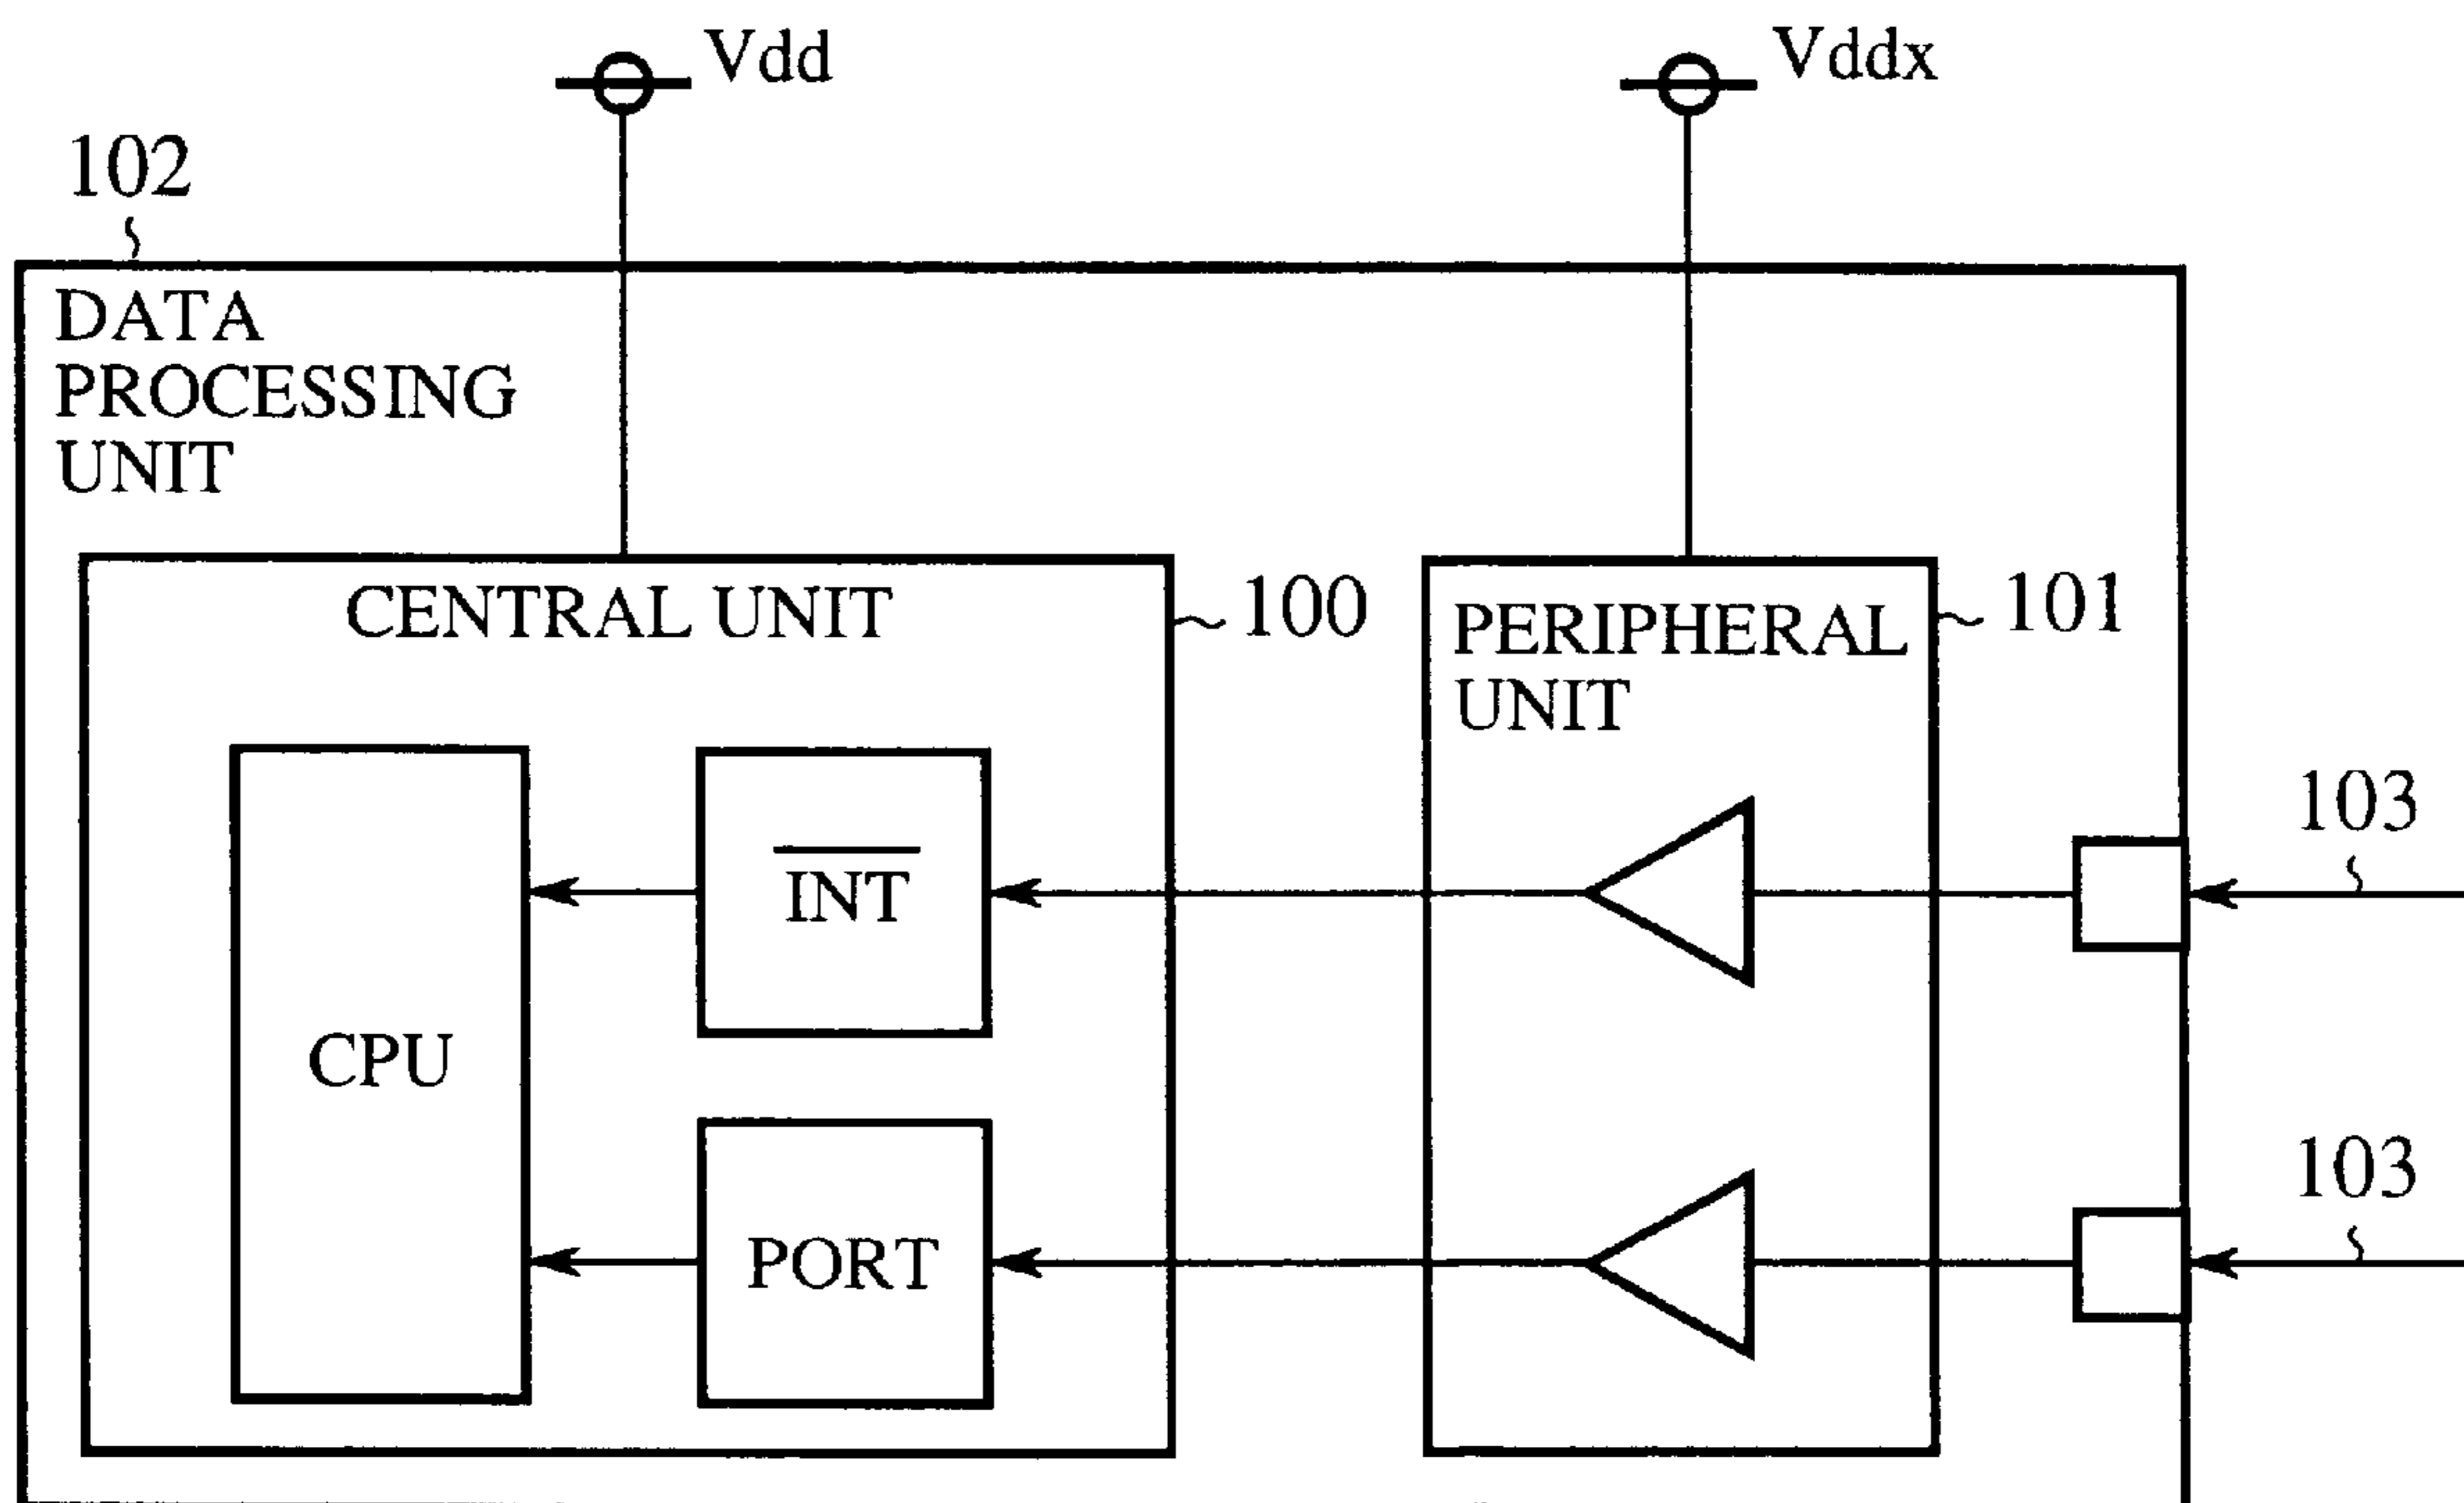 Vdd
Vddx
102
DATA
PROCESSING
UNIT
CENTRAL UNIT
100
PERIPHERAL
UNIT
101
INT
103
CPU
PORT
103